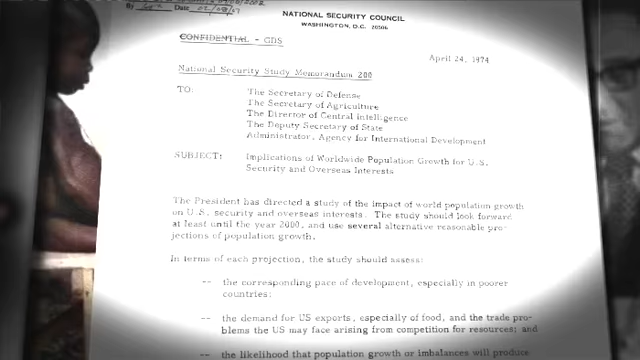 NATIONAL SECURITY COUNCIL
WASHINGTON, D.C. 20506
By Date
CONFIDENTIAL - GDS
April 24, 1974
National Security Study Memorandum 200
TO: The Secretary of Defense
The Secretary of Agriculture
The Director of Central Intelligence
The Deputy Secretary of State
Administrator, Agency for International Development
SUBJECT: Implications of Worldwide Population Growth for U.S.
Security and Overseas Interests
The President has directed a study of the impact of world population growth
on U.S. security and overseas interests. The study should look forward
at least until the year 2000, and use several alternative reasonable pro-
jections of population growth.
In terms of each projection, the study should assess:
-- the corresponding pace of development, especially in poorer
countries;
-- the demand for US exports, especially of food, and the trade pro-
blems the US may face arising from competition for resources; and
-- the likelihood that population growth or imbalances will produce